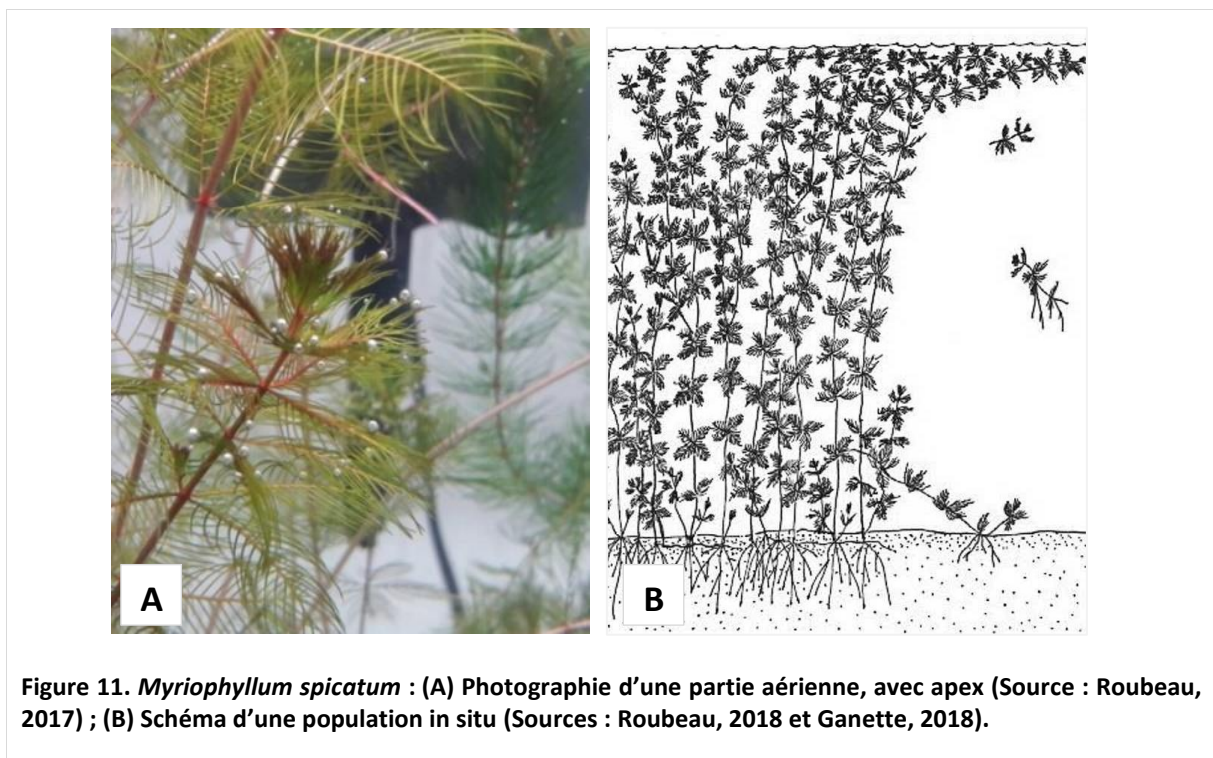 A
B
Figure 11. Myriophyllum spicatum : (A) Photographie d’une partie aérienne, avec apex (Source : Roubeau,
2017) ; (B) Schéma d’une population in situ (Sources : Roubeau, 2018 et Ganette, 2018).